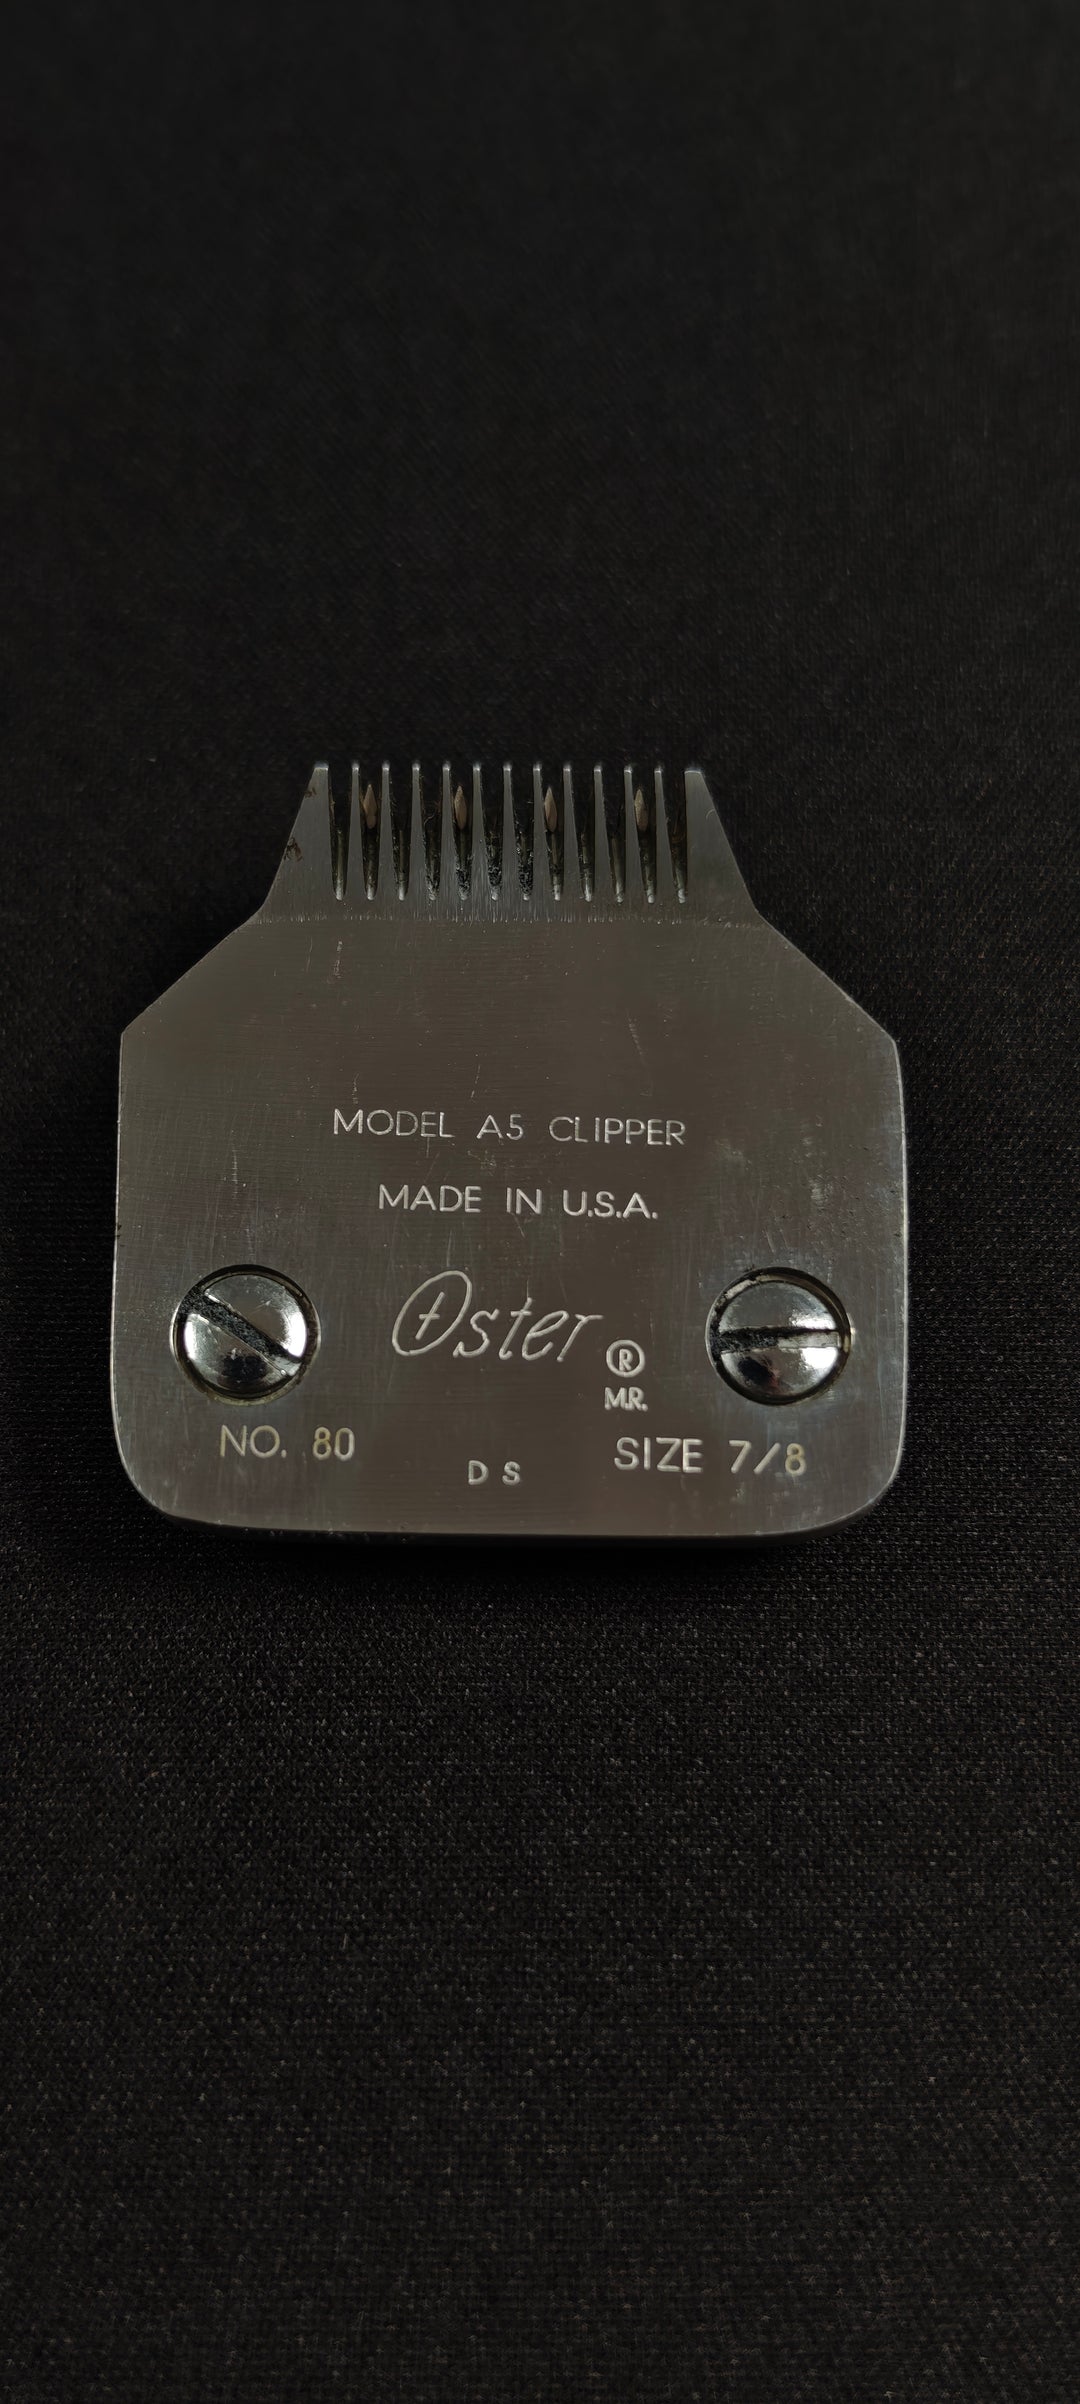 MODEL A5 CLIPPER
MADE IN U.S.A.
Oster ®
M.R.
NO. 80
D S
SIZE 7/8